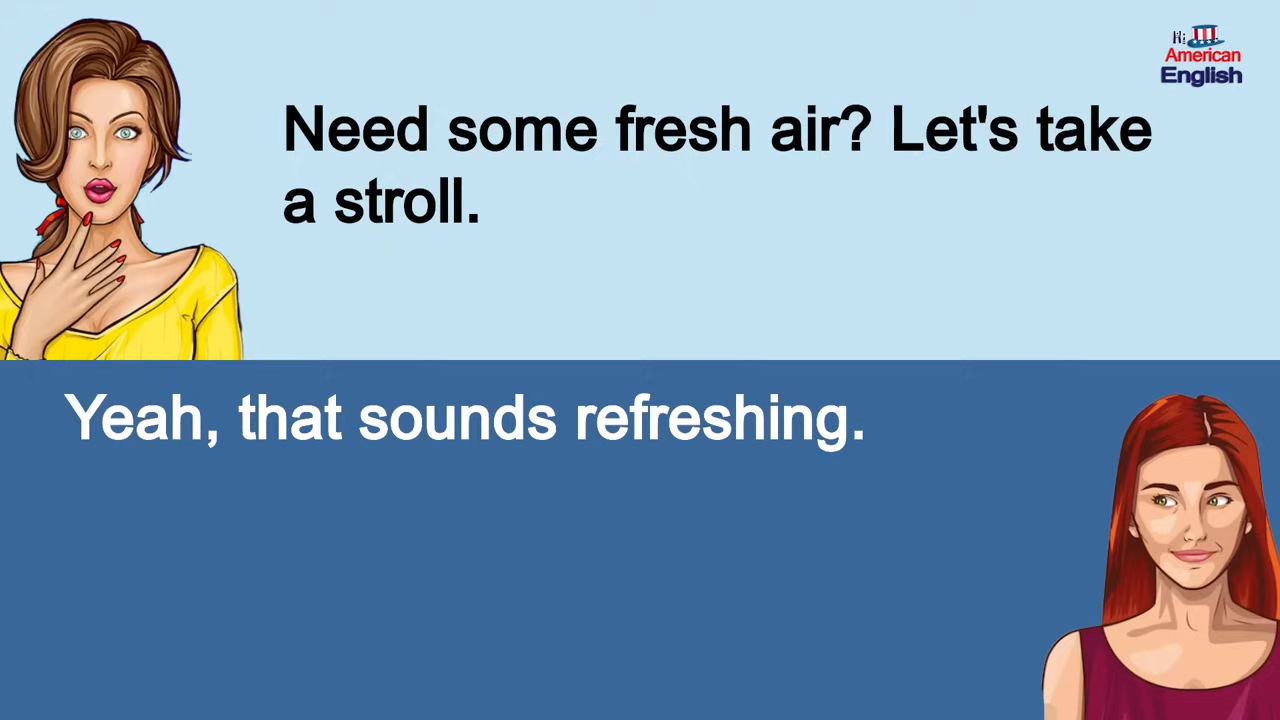 Hi
American
English
Need some fresh air? Let's take
a stroll.
Yeah, that sounds refreshing.